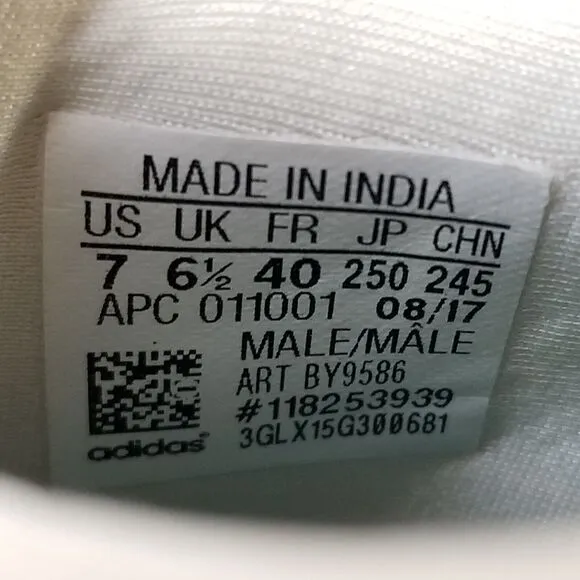 MADE IN INDIA
US UK FR JP CHN
7 6½ 40 250 245
APC 011001 08/17
MALE/MÂLE
ART BY9586
#118253939
3GLX15G300681
adidas